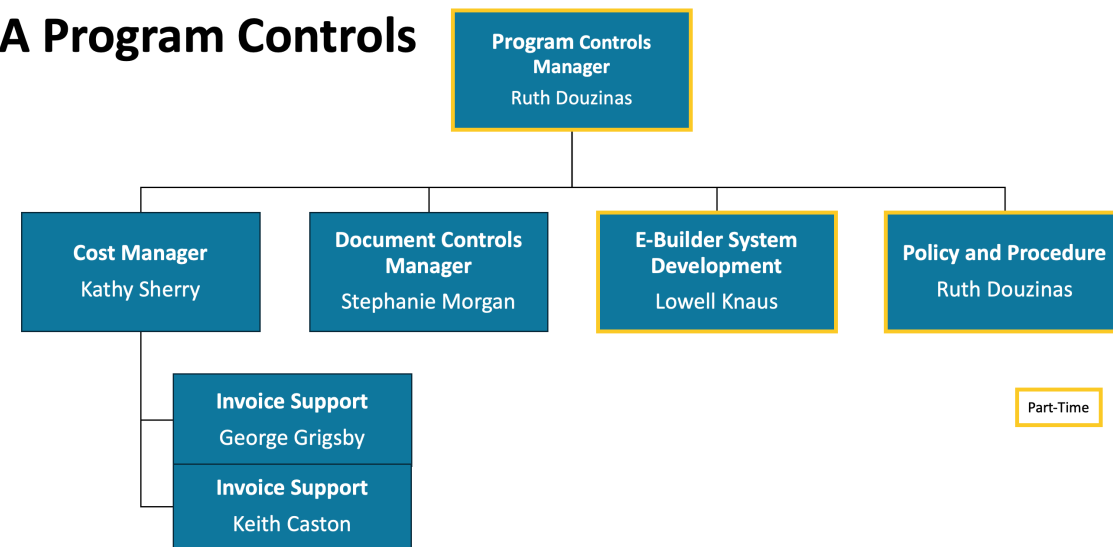 A Program Controls
Program Controls
Manager
Ruth Douzinas
Cost Manager
Kathy Sherry
Document Controls
Manager
Stephanie Morgan
E-Builder System
Development
Lowell Knaus
Policy and Procedure
Ruth Douzinas
Invoice Support
George Grigsby
Invoice Support
Keith Caston
Part-Time